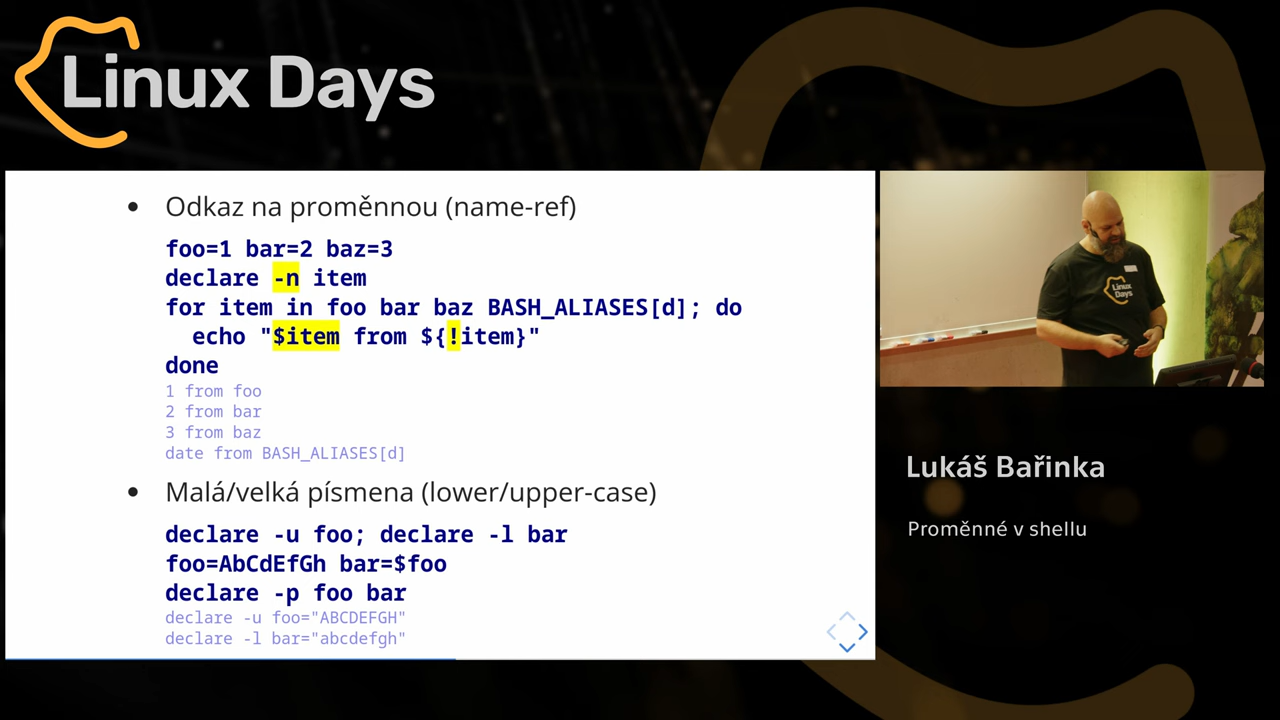 Linux Days
Odkaz na proměnnou (name-ref)
foo=1 bar=2 baz=3
declare -n item
for item in foo bar baz BASH_ALIASES[d]; do
  echo "$item from ${!item}"
done
1 from foo
2 from bar
3 from baz
date from BASH_ALIASES[d]
Malá/velká písmena (lower/upper-case)
declare -u foo; declare -l bar
foo=AbCdEfGh bar=$foo
declare -p foo bar
declare -u foo="ABCDEFGH"
declare -l bar="abcdefgh"
Linux
Days
Lukáš Bařinka
Proměnné v shellu